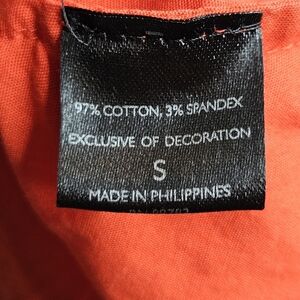 97% COTTON, 3% SPANDEX
EXCLUSIVE OF DECORATION
S
MADE IN PHILIPPINES